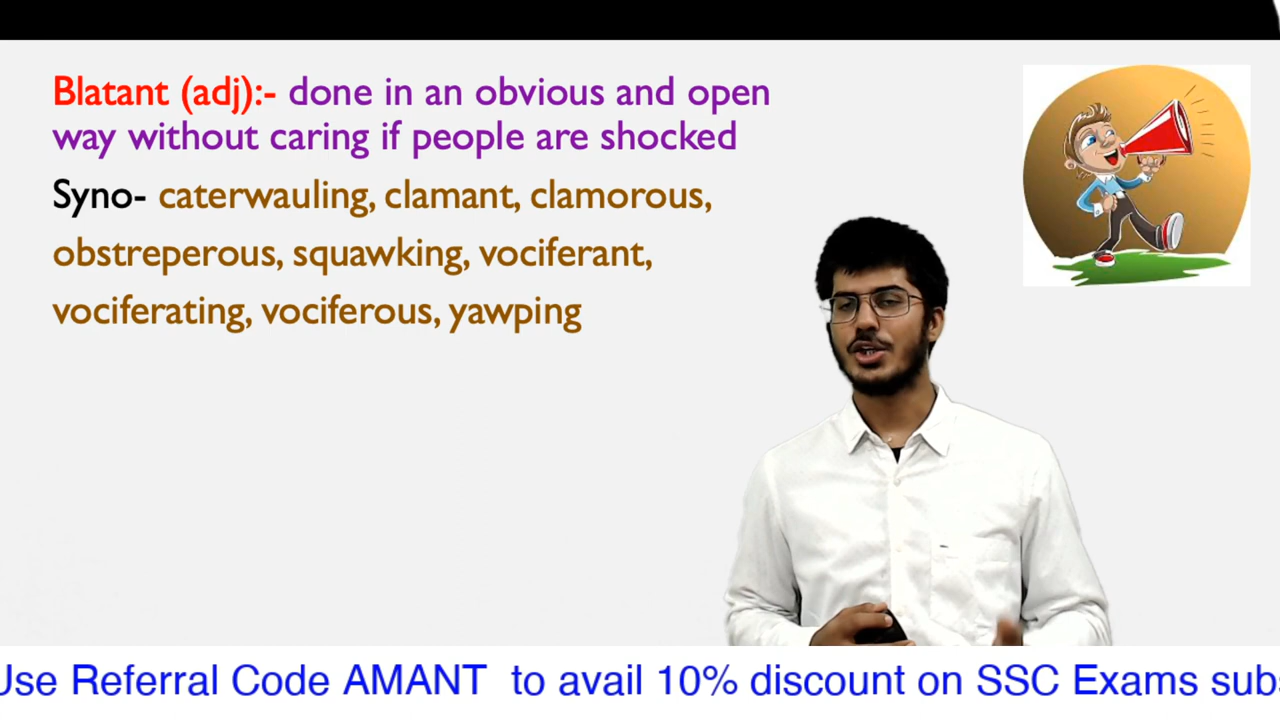 Blatant (adj):- done in an obvious and open
way without caring if people are shocked
Syno- caterwauling, clamant, clamorous,
obstreperous, squawking, vociferant,
vociferating, vociferous, yawping
Use Referral Code AMANT to avail 10% discount on SSC Exams subs